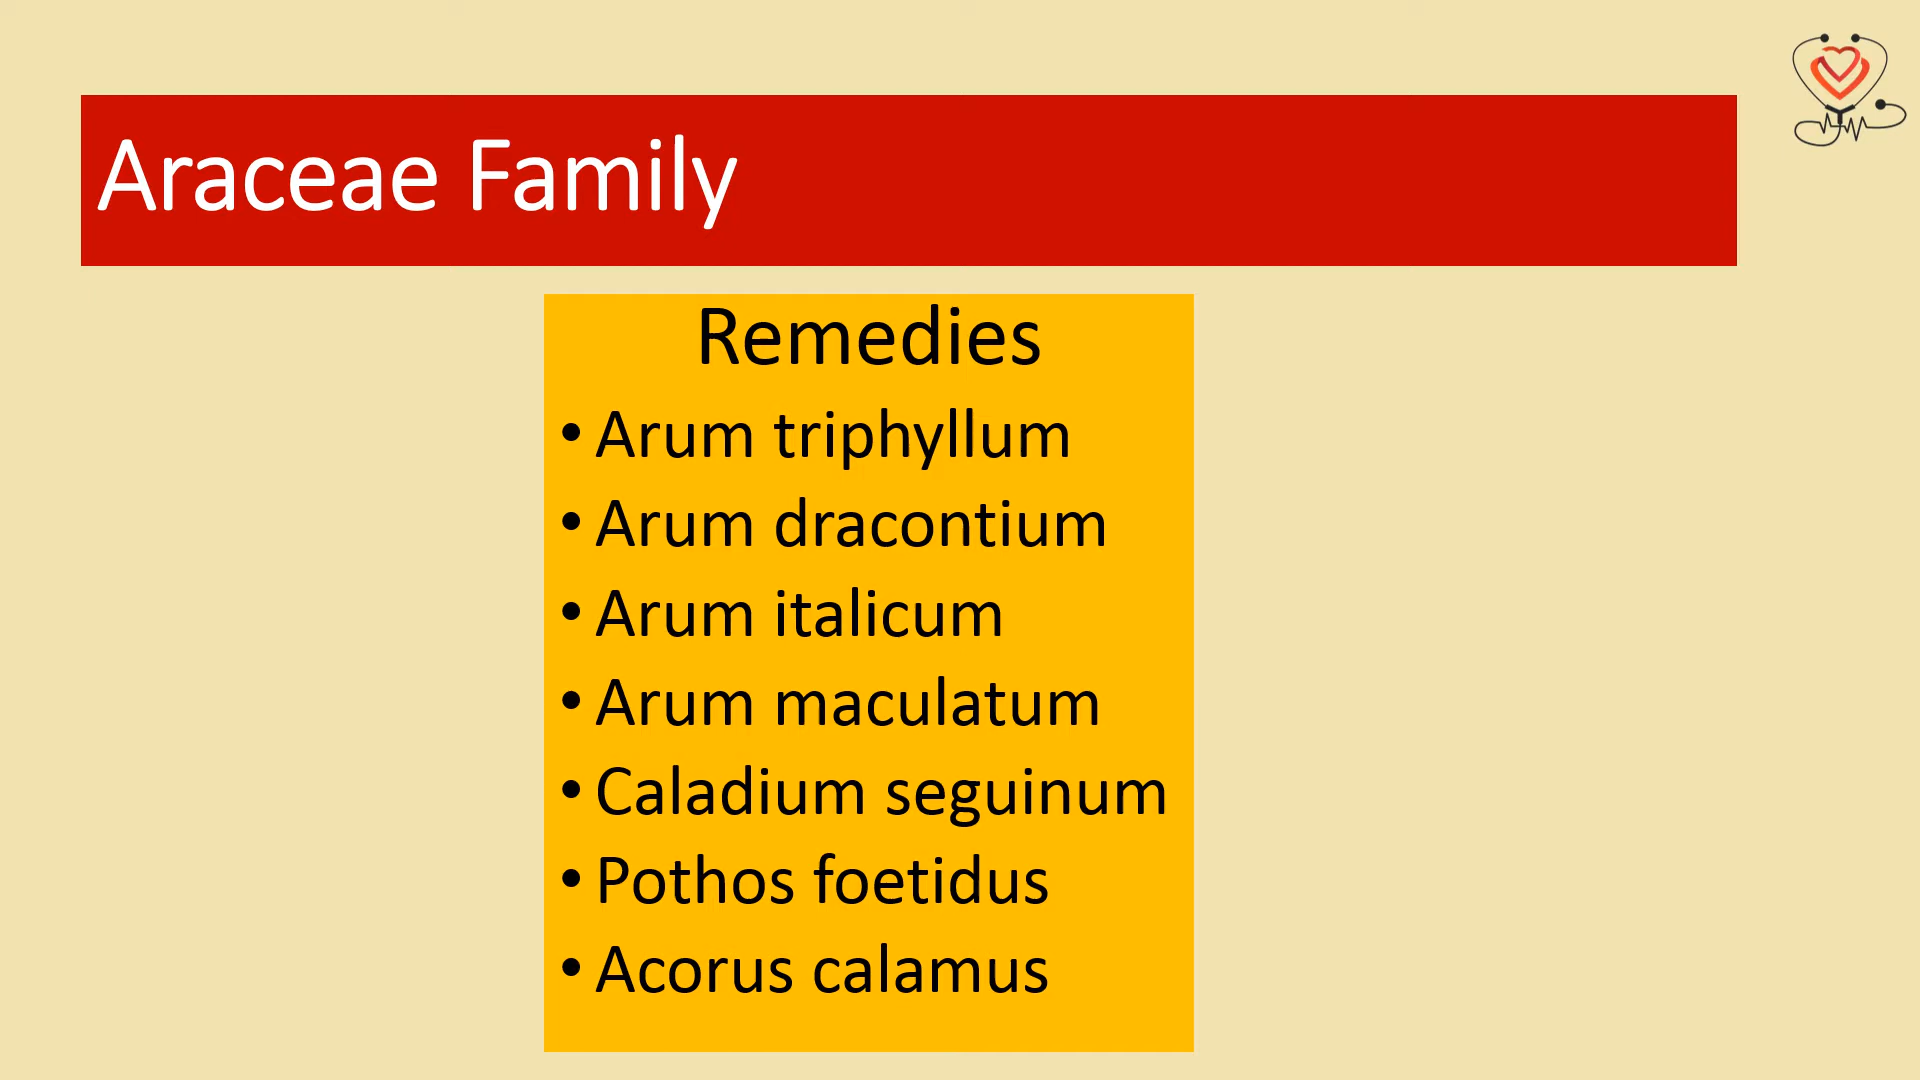 Araceae Family
Remedies
• Arum triphyllum
• Arum dracontium
• Arum italicum
• Arum maculatum
• Caladium seguinum
• Pothos foetidus
• Acorus calamus